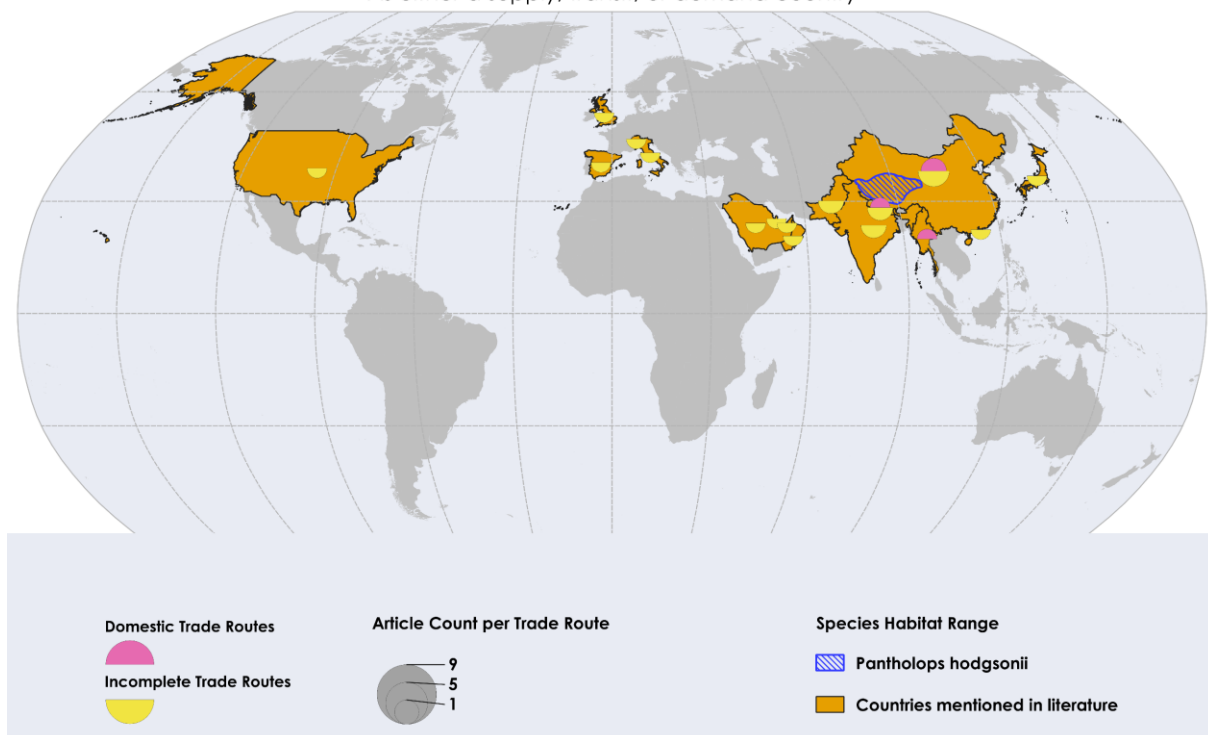 Domestic Trade Routes
Incomplete Trade Routes
Article Count per Trade Route
9
5
1
Species Habitat Range
Pantholops hodgsonii
Countries mentioned in literature